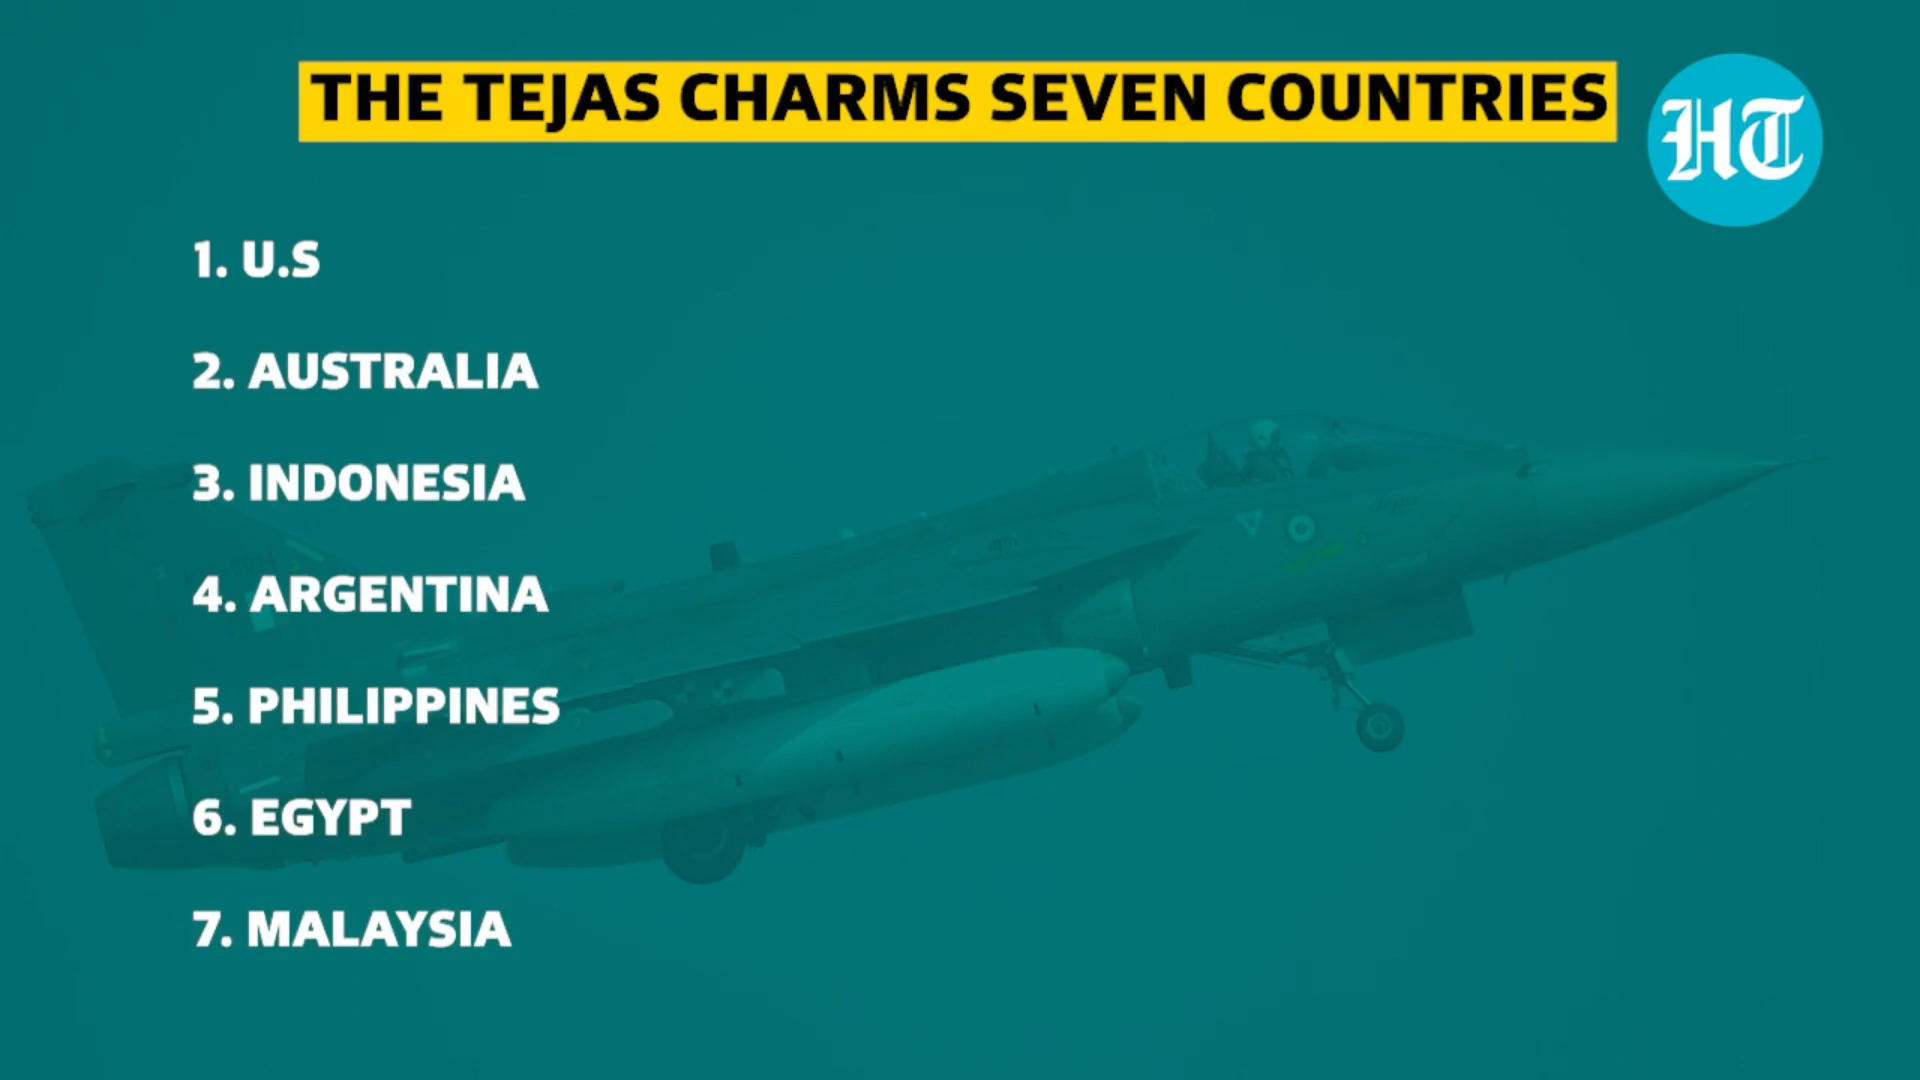 THE TEJAS CHARMS SEVEN COUNTRIES
HT
1. U.S
2. AUSTRALIA
3. INDONESIA
4. ARGENTINA
5. PHILIPPINES
6. EGYPT
7. MALAYSIA